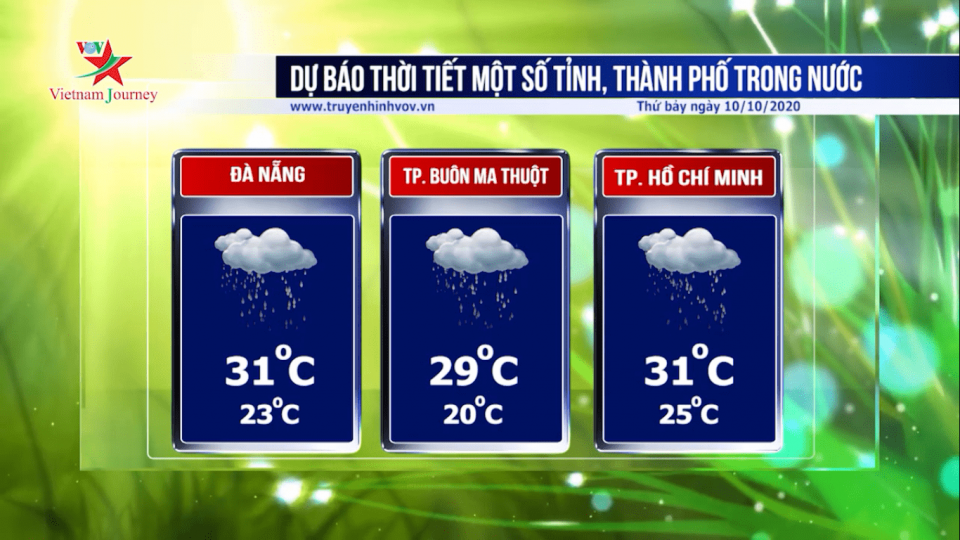 VOV
Vietnam Journey
DỰ BÁO THỜI TIẾT MỘT SỐ TỈNH, THÀNH PHỐ TRONG NƯỚC
www.truyenhinhvov.vn Thứ bảy ngày 10/10/2020
ĐÀ NẴNG
31°C
23°C
TP. BUÔN MA THUỘT
29°C
20°C
TP. HỒ CHÍ MINH
31°C
25°C